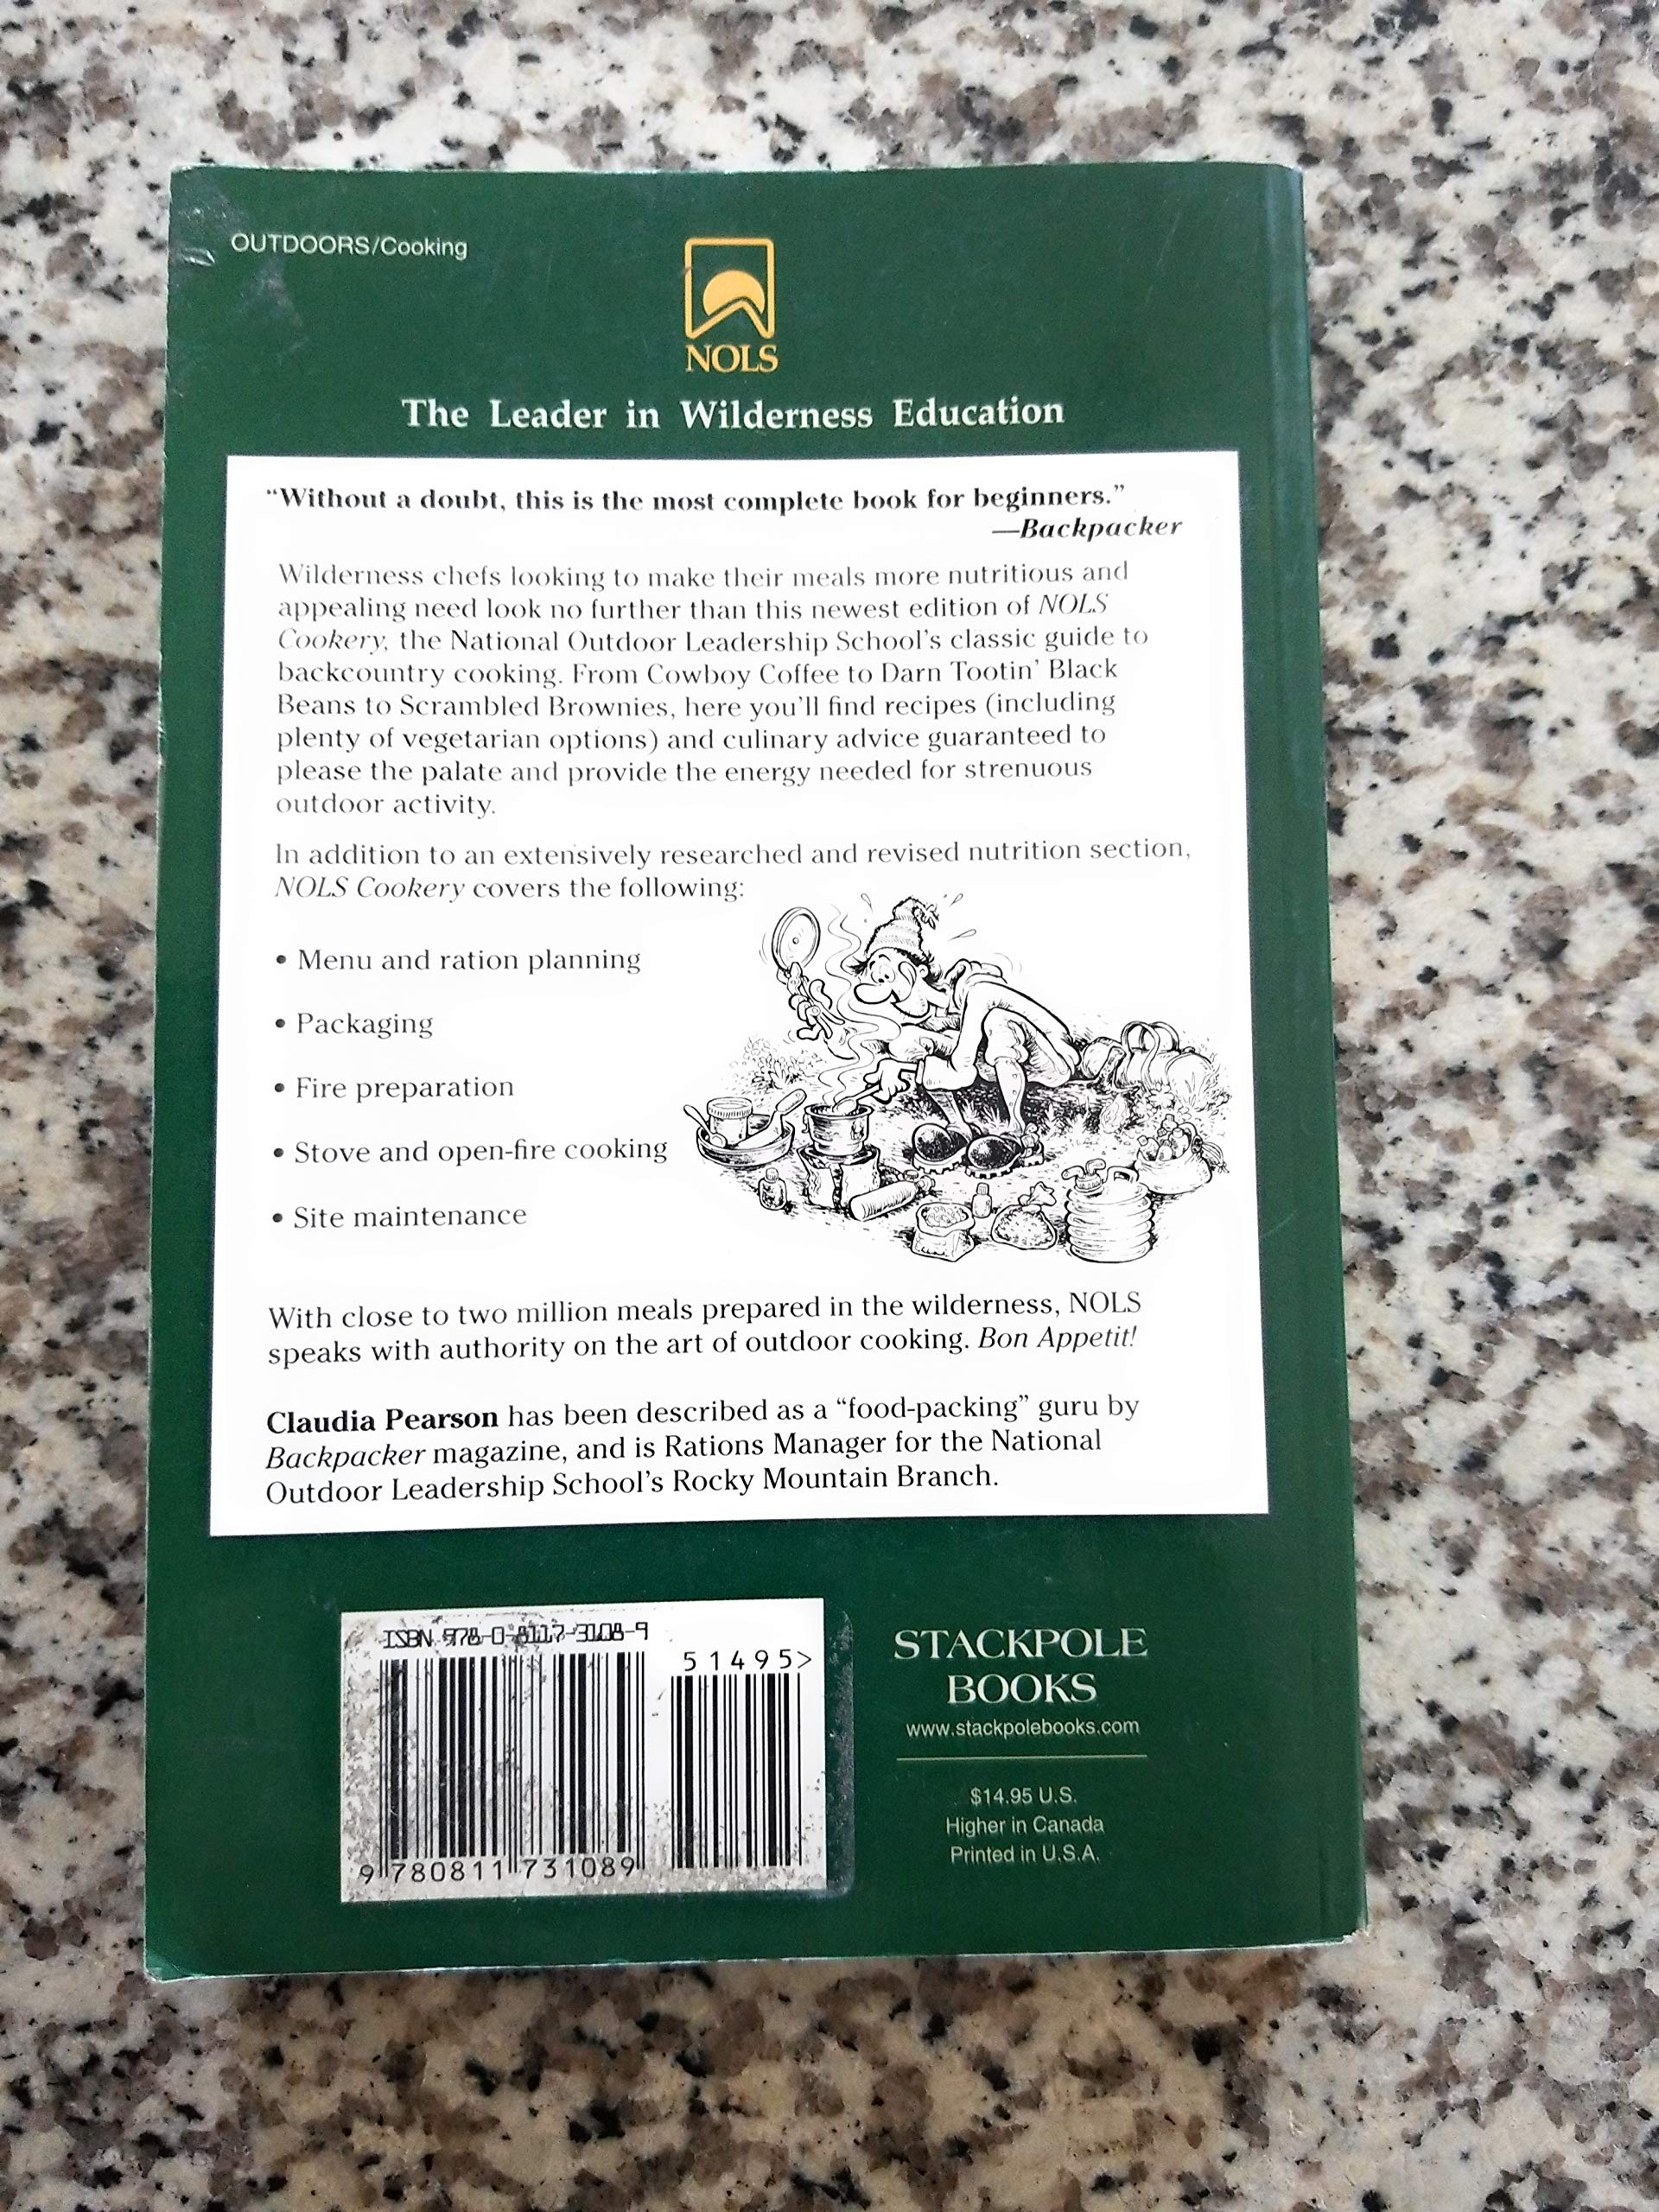 OUTDOORS/Cooking
NOLS
The Leader in Wilderness Education
“Without a doubt, this is the most complete book for beginners.”
—Backpacker
Wilderness chefs looking to make their meals more nutritious and
appealing need look no further than this newest edition of NOLS
Cookery, the National Outdoor Leadership School’s classic guide to
backcountry cooking. From Cowboy Coffee to Darn Tootin’ Black
Beans to Scrambled Brownies, here you’ll find recipes (including
plenty of vegetarian options) and culinary advice guaranteed to
please the palate and provide the energy needed for strenuous
outdoor activity.
In addition to an extensively researched and revised nutrition section,
NOLS Cookery covers the following:
• Menu and ration planning
• Packaging
• Fire preparation
• Stove and open-fire cooking
• Site maintenance
With close to two million meals prepared in the wilderness, NOLS
speaks with authority on the art of outdoor cooking. Bon Appetit!
Claudia Pearson has been described as a “food-packing” guru by
Backpacker magazine, and is Rations Manager for the National
Outdoor Leadership School’s Rocky Mountain Branch.
ISBN 978-0-8117-3108-9
51495>
9 780811 731089
STACKPOLE
BOOKS
www.stackpolebooks.com
$14.95 U.S.
Higher in Canada
Printed in U.S.A.